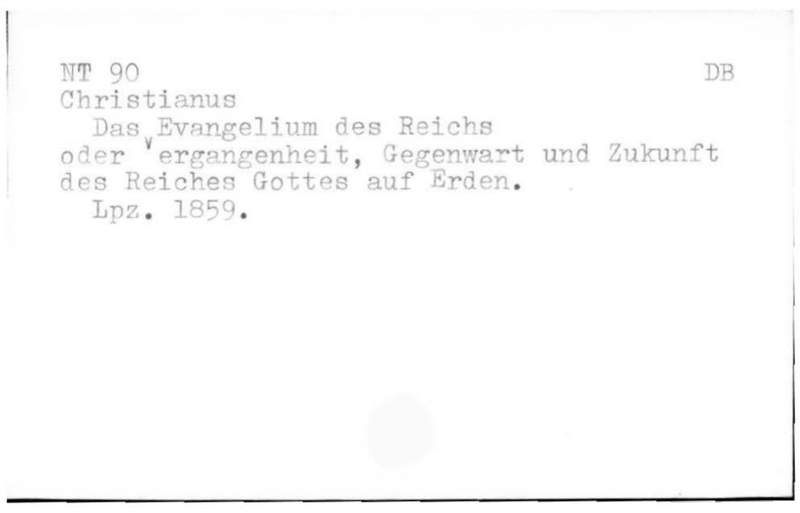 NT 90 DB
Christianus
Das Evangelium des Reichs
oder Vergangenheit, Gegenwart und Zukunft
des Reiches Gottes auf Erden.
Lpz. 1859.